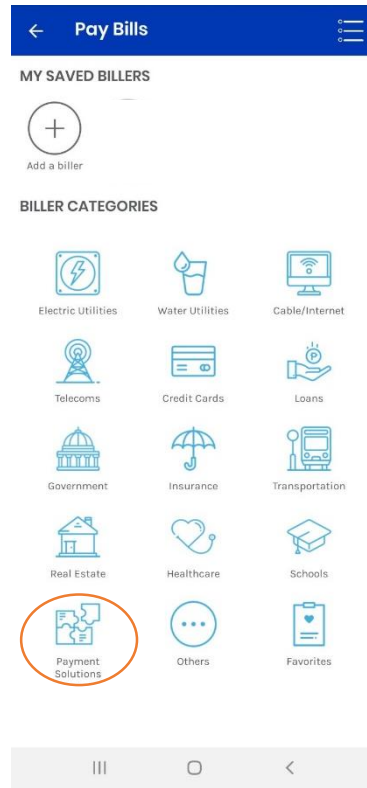 Pay Bills
MY SAVED BILLERS
Add a biller
BILLER CATEGORIES
Electric Utilities
Water Utilities
Cable/Internet
Telecoms
Credit Cards
Loans
Government
Insurance
Transportation
Real Estate
Healthcare
Schools
Payment
Solutions
Others
Favorites